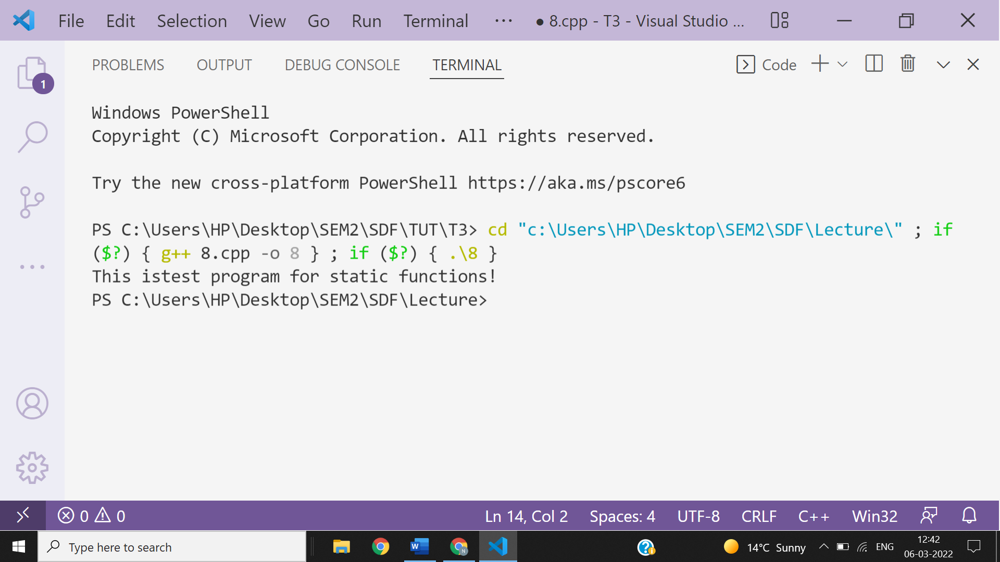 File Edit Selection View Go Run Terminal ··· ● 8.cpp - T3 - Visual Studio ...
1
PROBLEMS OUTPUT DEBUG CONSOLE TERMINAL Code
Windows PowerShell
Copyright (C) Microsoft Corporation. All rights reserved.
Try the new cross-platform PowerShell https://aka.ms/pscore6
PS C:\Users\HP\Desktop\SEM2\SDF\TUT\T3> cd "c:\Users\HP\Desktop\SEM2\SDF\Lecture\" ; if
($?) { g++ 8.cpp -o 8 } ; if ($?) { .\8 }
This istest program for static functions!
PS C:\Users\HP\Desktop\SEM2\SDF\Lecture>
0 0 Ln 14, Col 2 Spaces: 4 UTF-8 CRLF C++ Win32
Type here to search W N 14°C Sunny ENG 12:42
06-03-2022